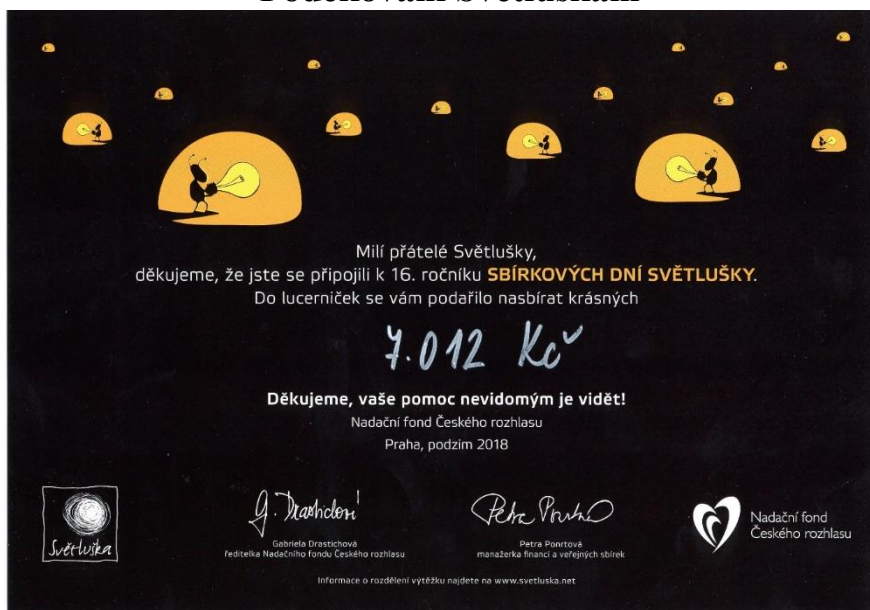 Poděkování Světluškám
Milí přátelé Světlušky,
děkujeme, že jste se připojili k 16. ročníku SBÍRKOVÝCH DNÍ SVĚTLUŠKY.
Do lucerniček se vám podařilo nasbírat krásných
7.012 Kč
Děkujeme, vaše pomoc nevidomým je vidět!
Nadační fond Českého rozhlasu
Praha, podzim 2018
Světluška
G. Drastichová
Gabriela Drastichová
ředitelka Nadačního fondu Českého rozhlasu
Petra Ponrtová
manažerka financí a veřejných sbírek
Nadační fond
Českého rozhlasu
Informace o rozdělení výtěžku najdete na www.svetluska.net